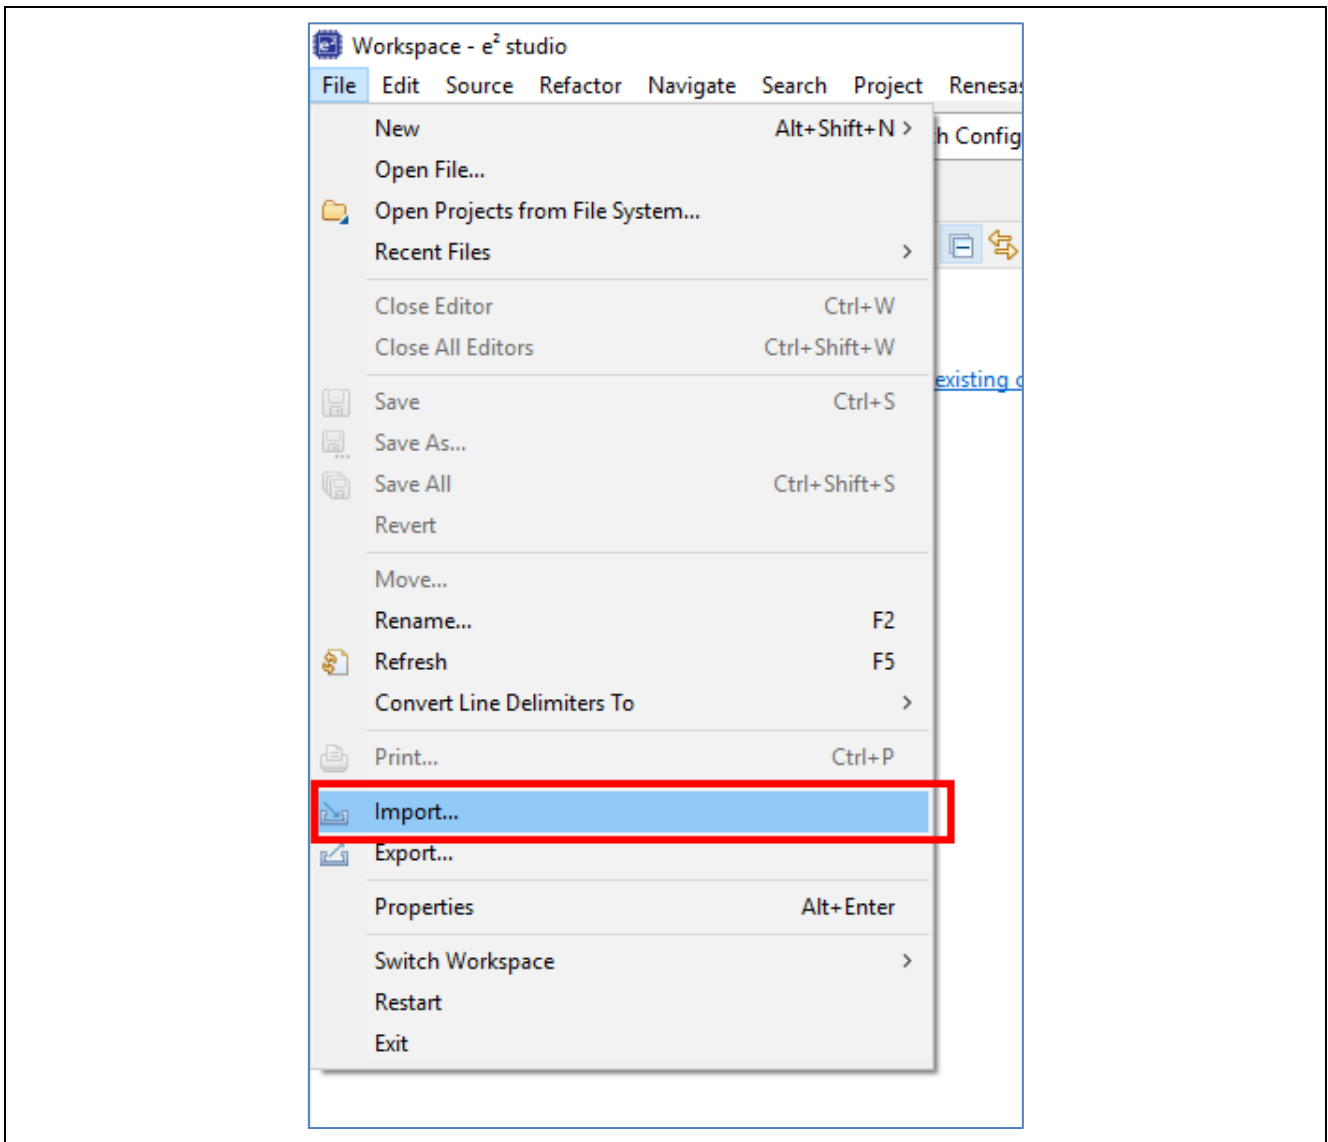 Workspace - e² studio
File Edit Source Refactor Navigate Search Project Renesas
New Alt+Shift+N >
h Config
Open File...
Open Projects from File System...
Recent Files >
Close Editor Ctrl+W
Close All Editors Ctrl+Shift+W
existing
Save Ctrl+S
Save As...
Save All Ctrl+Shift+S
Revert
Move...
Rename... F2
Refresh F5
Convert Line Delimiters To >
Print... Ctrl+P
Import...
Export...
Properties Alt+Enter
Switch Workspace >
Restart
Exit